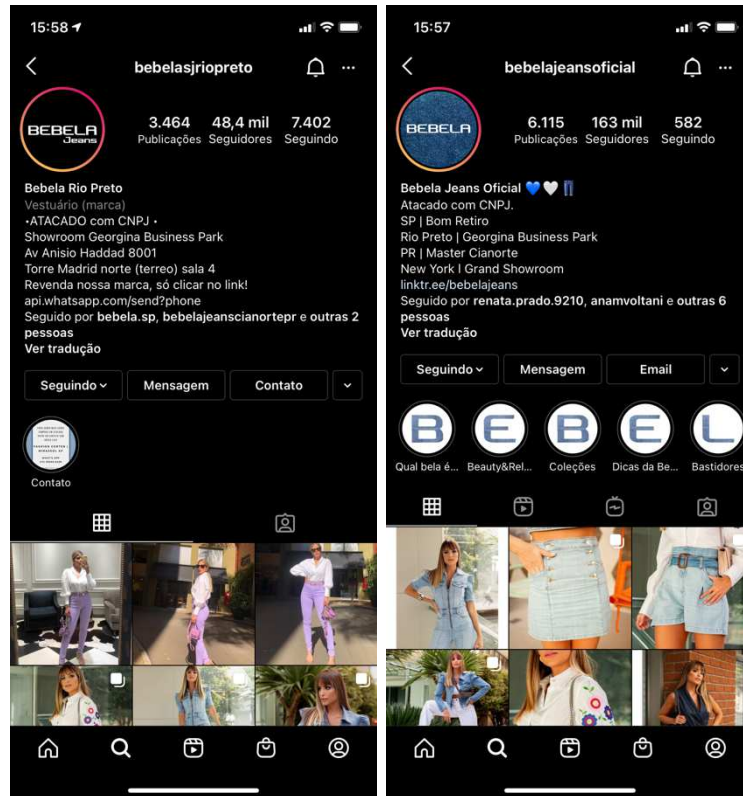 15:58
bebelasjriopreto
BEBELA
Jeans
3.464 48,4 mil 7.402
Publicações Seguidores Seguindo
Bebela Rio Preto
Vestuário (marca)
•ATACADO com CNPJ •
Showroom Georgina Business Park
Av Anisio Haddad 8001
Torre Madrid norte (terreo) sala 4
Revenda nossa marca, só clicar no link!
api.whatsapp.com/send?phone
Seguido por bebela.sp, bebelajeanscianortepr e outras 2
pessoas
Ver tradução
Seguindo Mensagem Contato
Contato
15:57
bebelajeansoficial
BEBELA
6.115 163 mil 582
Publicações Seguidores Seguindo
Bebela Jeans Oficial 💙🤍👖
Atacado com CNPJ.
SP | Bom Retiro
Rio Preto | Georgina Business Park
PR | Master Cianorte
New York l Grand Showroom
linktr.ee/bebelajeans
Seguido por renata.prado.9210, anamvoltani e outras 6
pessoas
Ver tradução
Seguindo Mensagem Email
B E B E L
Qual bela é... Beauty&Rel... Coleções Dicas da Be... Bastidores